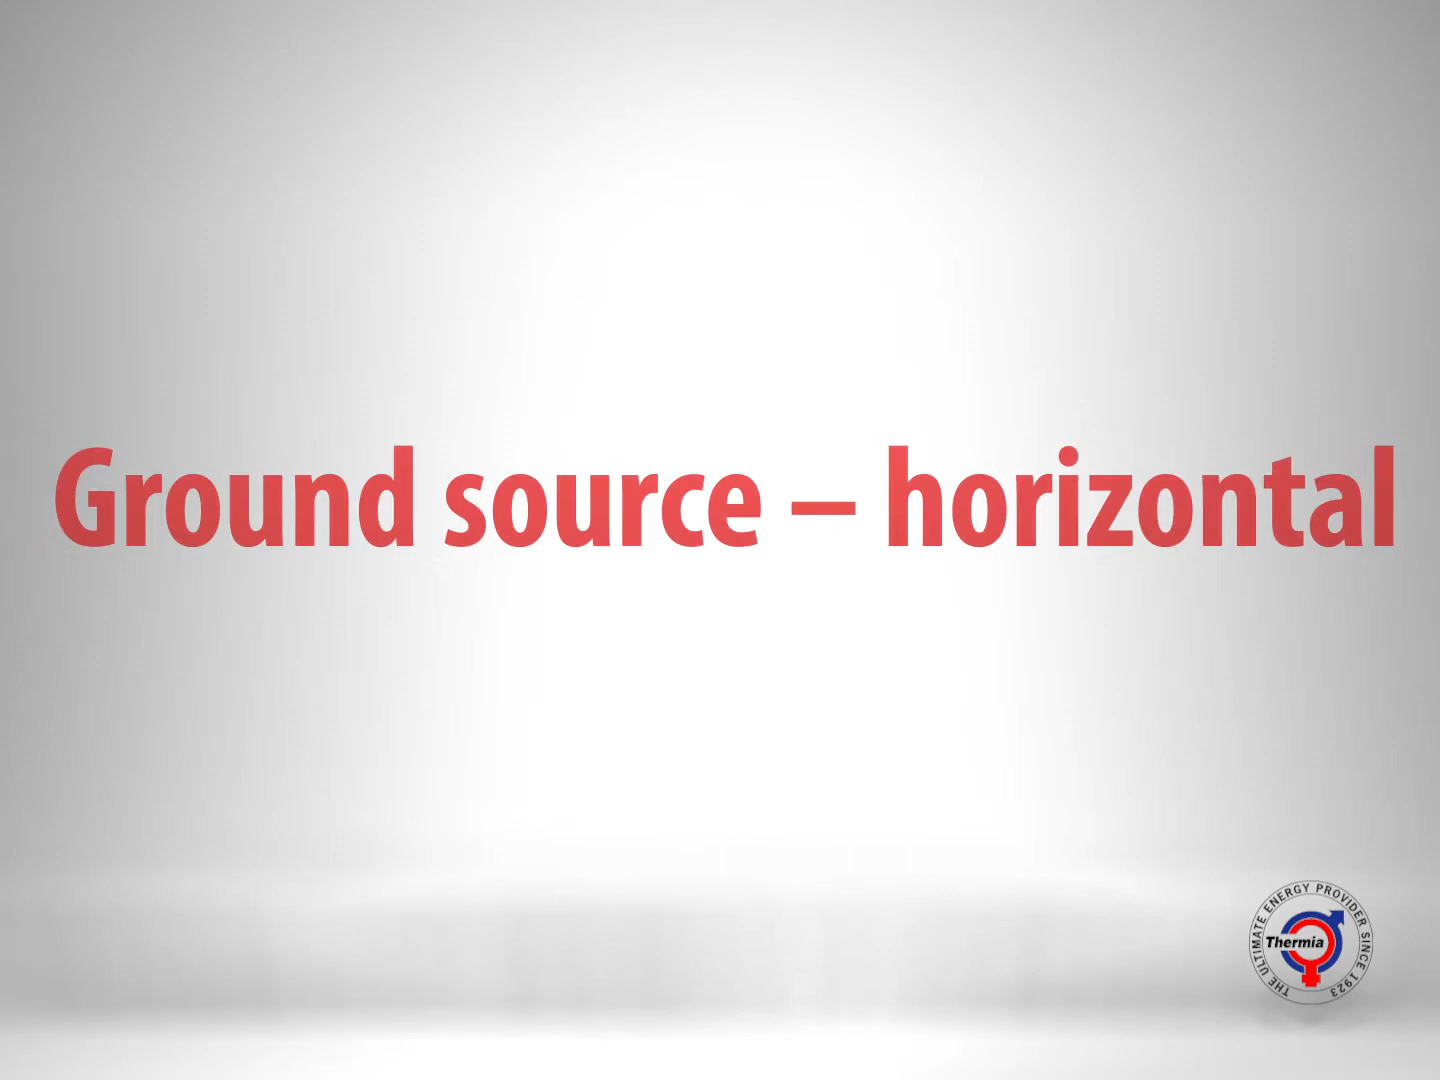 Ground source – horizontal
THE ULTIMATE ENERGY PROVIDER SINCE 1923
Thermia